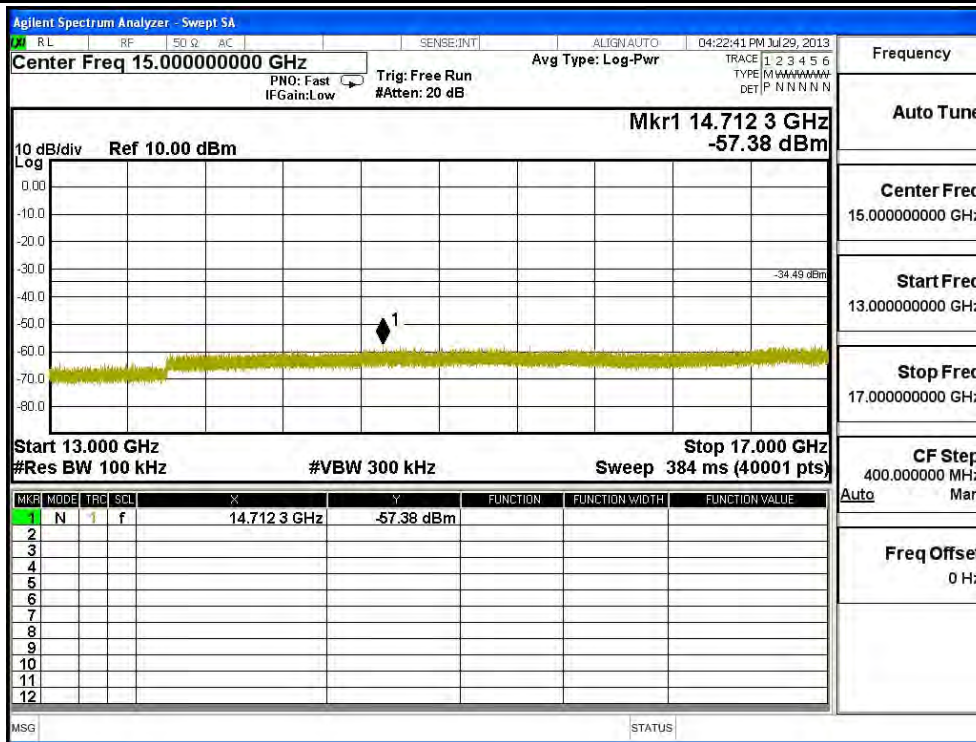 Agilent Spectrum Analyzer - Swept SA
RL RF 50 Ω AC SENSE:INT ALIGN AUTO 04:22:41 PM Jul 29, 2013
Center Freq 15.000000000 GHz
PNO: Fast
IFGain:Low
Trig: Free Run
#Atten: 20 dB
Avg Type: Log-Pwr
TRACE 1 2 3 4 5 6
TYPE MWWWWW
DET P N N N N N
Mkr1 14.712 3 GHz
-57.38 dBm
10 dB/div Ref 10.00 dBm
Log
0.00
-10.0
-20.0
-30.0
-34.49 dBm
-40.0
-50.0
1
-60.0
-70.0
-80.0
Start 13.000 GHz Stop 17.000 GHz
#Res BW 100 kHz #VBW 300 kHz Sweep 384 ms (40001 pts)
MKR MODE TRC SCL X Y FUNCTION FUNCTION WIDTH FUNCTION VALUE
1 N 1 f 14.712 3 GHz -57.38 dBm
2
3
4
5
6
7
8
9
10
11
12
MSG STATUS
Frequency
Auto Tune
Center Freq
15.000000000 GHz
Start Freq
13.000000000 GHz
Stop Freq
17.000000000 GHz
CF Step
400.000000 MHz
Auto Man
Freq Offset
0 Hz